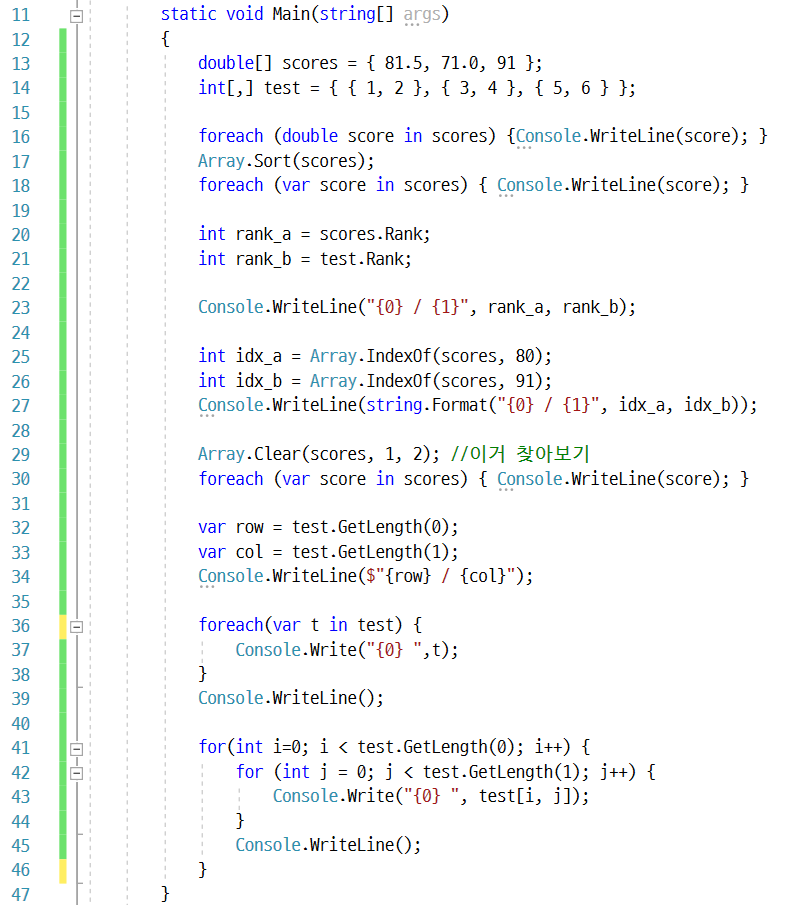 11 static void Main(string[] args)
12 {
13 double[] scores = { 81.5, 71.0, 91 };
14 int[,] test = { { 1, 2 }, { 3, 4 }, { 5, 6 } };
15
16 foreach (double score in scores) {Console.WriteLine(score); }
17 Array.Sort(scores);
18 foreach (var score in scores) { Console.WriteLine(score); }
19
20 int rank_a = scores.Rank;
21 int rank_b = test.Rank;
22
23 Console.WriteLine("{0} / {1}", rank_a, rank_b);
24
25 int idx_a = Array.IndexOf(scores, 80);
26 int idx_b = Array.IndexOf(scores, 91);
27 Console.WriteLine(string.Format("{0} / {1}", idx_a, idx_b));
28
29 Array.Clear(scores, 1, 2); //이거 찾아보기
30 foreach (var score in scores) { Console.WriteLine(score); }
31
32 var row = test.GetLength(0);
33 var col = test.GetLength(1);
34 Console.WriteLine($"{row} / {col}");
35
36 foreach(var t in test) {
37 Console.Write("{0} ",t);
38 }
39 Console.WriteLine();
40
41 for(int i=0; i < test.GetLength(0); i++) {
42 for (int j = 0; j < test.GetLength(1); j++) {
43 Console.Write("{0} ", test[i, j]);
44 }
45 Console.WriteLine();
46 }
47 }